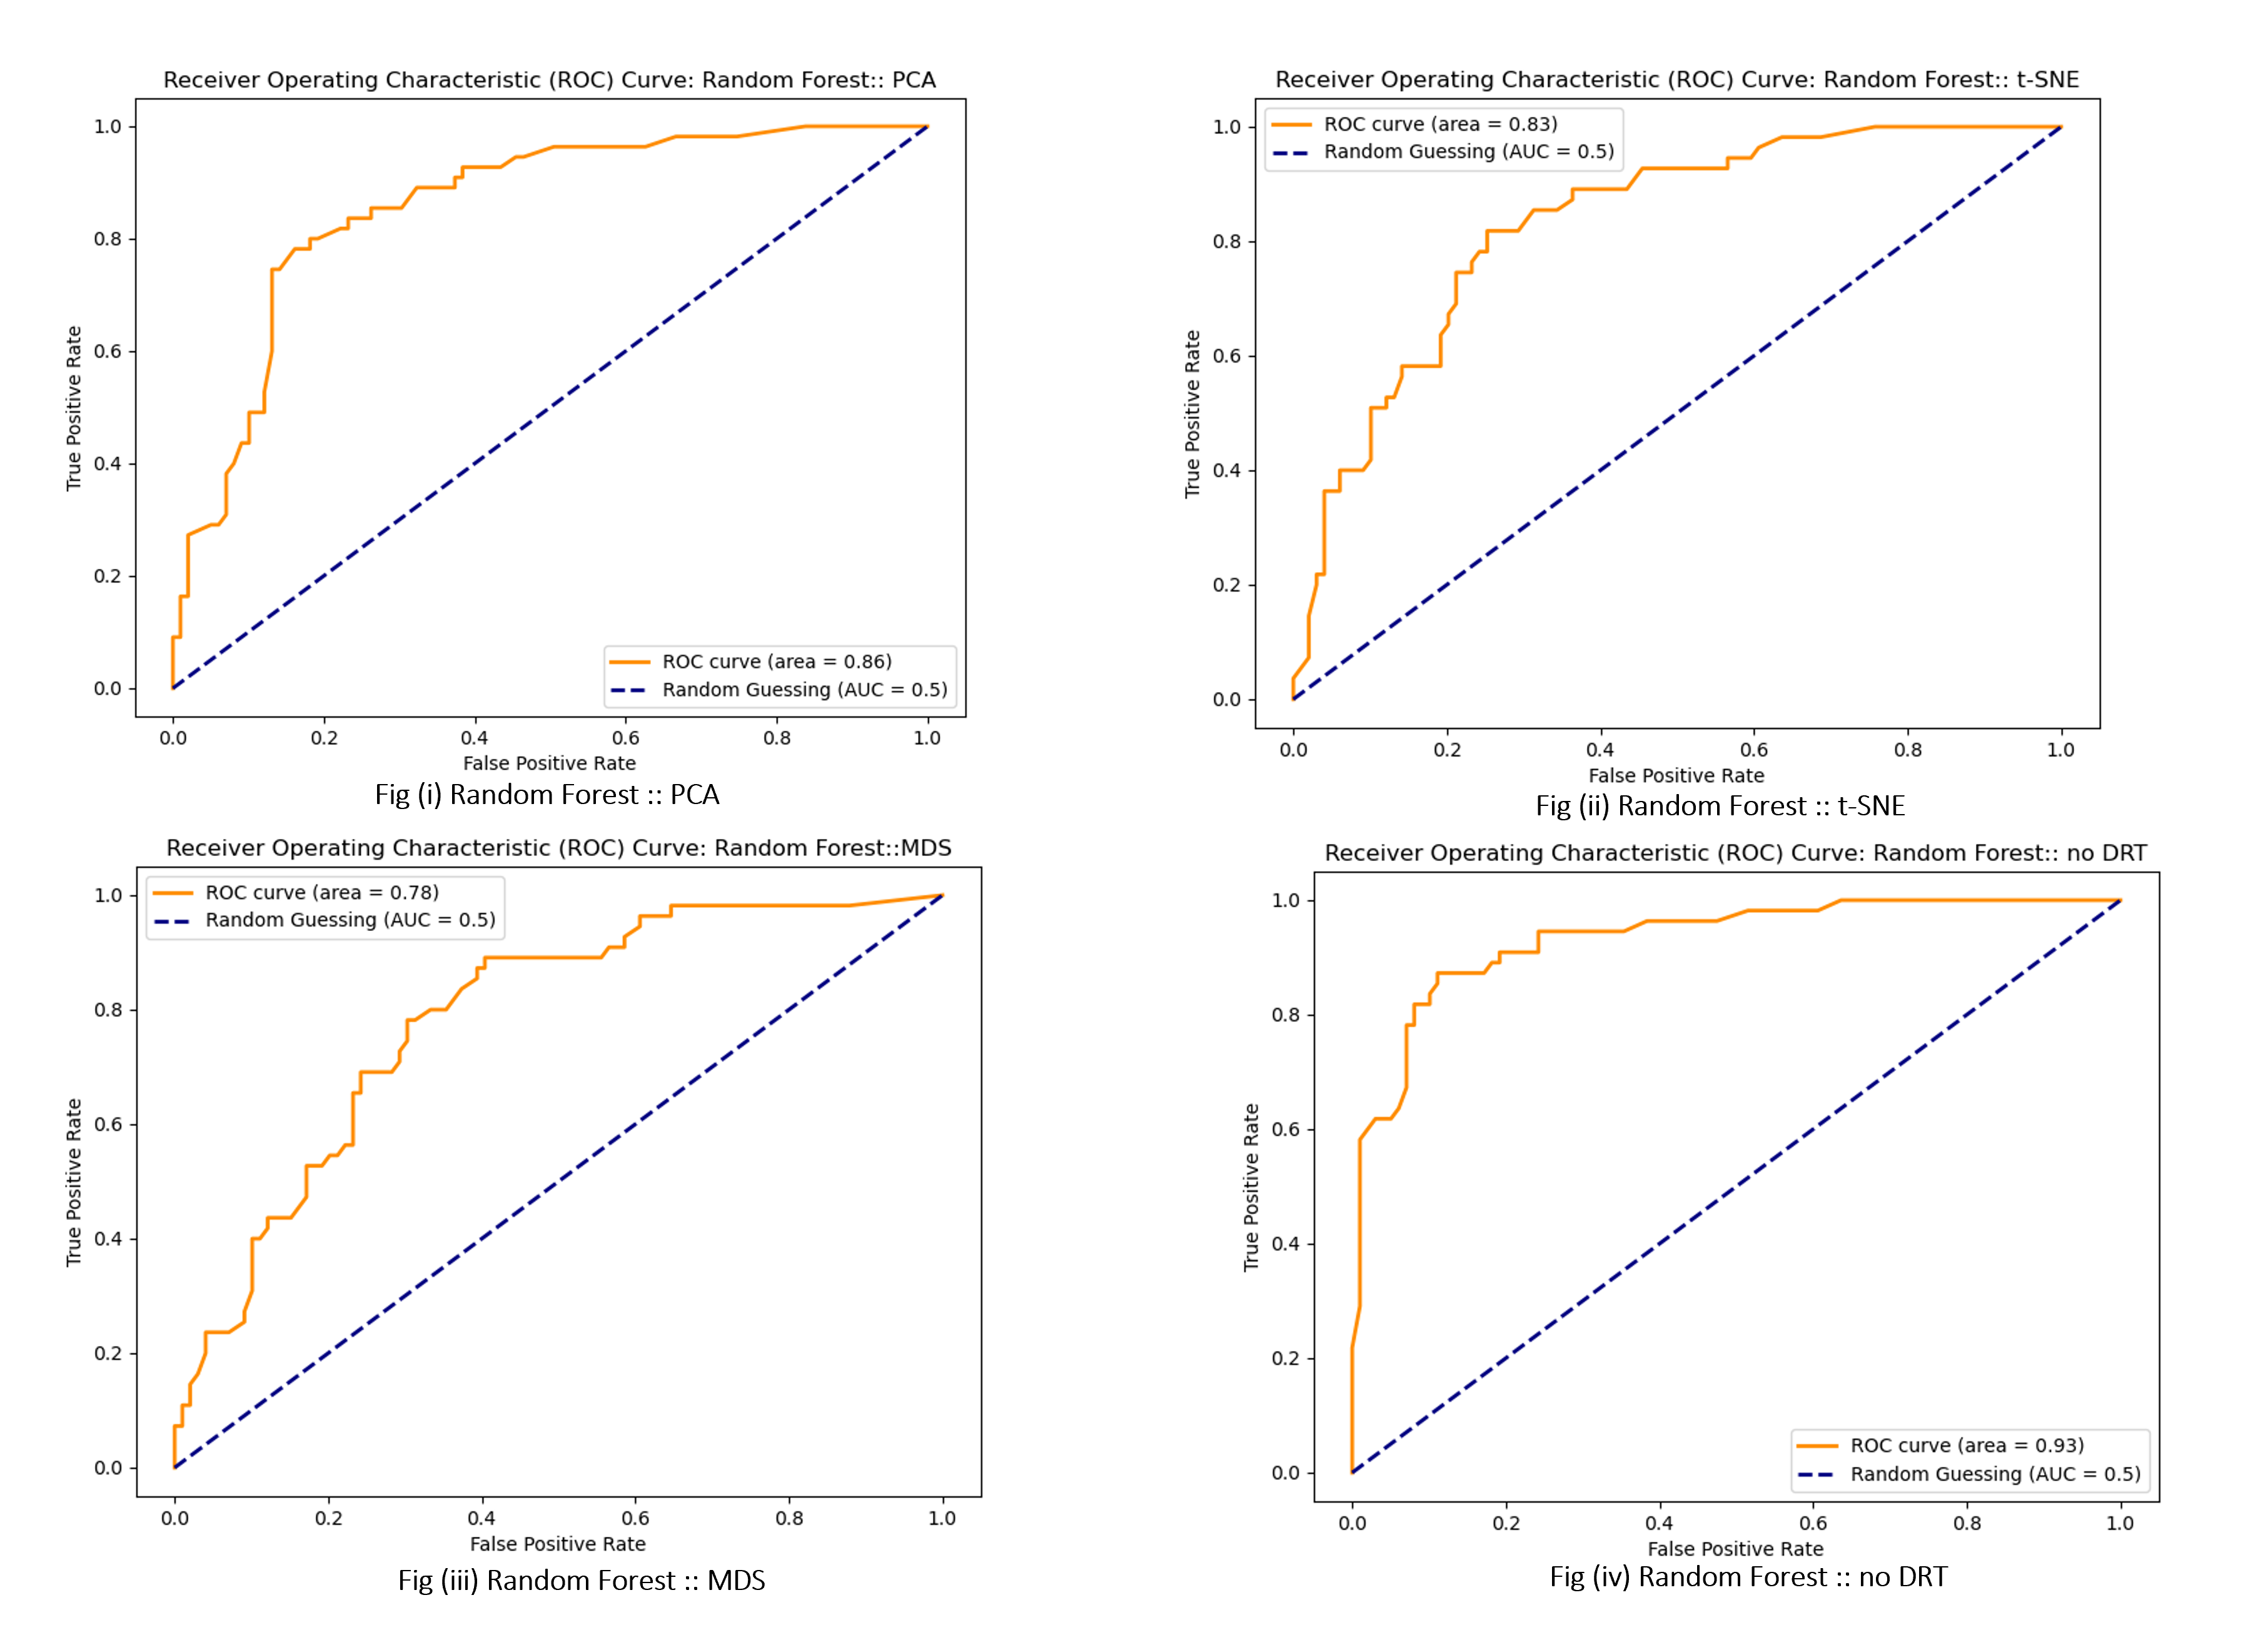 Receiver Operating Characteristic (ROC) Curve: Random Forest:: PCA
1.0
0.8
0.6
0.4
0.2
0.0
True Positive Rate
ROC curve (area = 0.86)
Random Guessing (AUC = 0.5)
0.0 0.2 0.4 0.6 0.8 1.0
False Positive Rate
Fig (i) Random Forest :: PCA
Receiver Operating Characteristic (ROC) Curve: Random Forest:: t-SNE
ROC curve (area = 0.83)
Random Guessing (AUC = 0.5)
1.0
0.8
0.6
0.4
0.2
0.0
True Positive Rate
0.0 0.2 0.4 0.6 0.8 1.0
False Positive Rate
Fig (ii) Random Forest :: t-SNE
Receiver Operating Characteristic (ROC) Curve: Random Forest::MDS
ROC curve (area = 0.78)
Random Guessing (AUC = 0.5)
1.0
0.8
0.6
0.4
0.2
0.0
True Positive Rate
0.0 0.2 0.4 0.6 0.8 1.0
False Positive Rate
Fig (iii) Random Forest :: MDS
Receiver Operating Characteristic (ROC) Curve: Random Forest:: no DRT
1.0
0.8
0.6
0.4
0.2
0.0
True Positive Rate
ROC curve (area = 0.93)
Random Guessing (AUC = 0.5)
0.0 0.2 0.4 0.6 0.8 1.0
False Positive Rate
Fig (iv) Random Forest :: no DRT